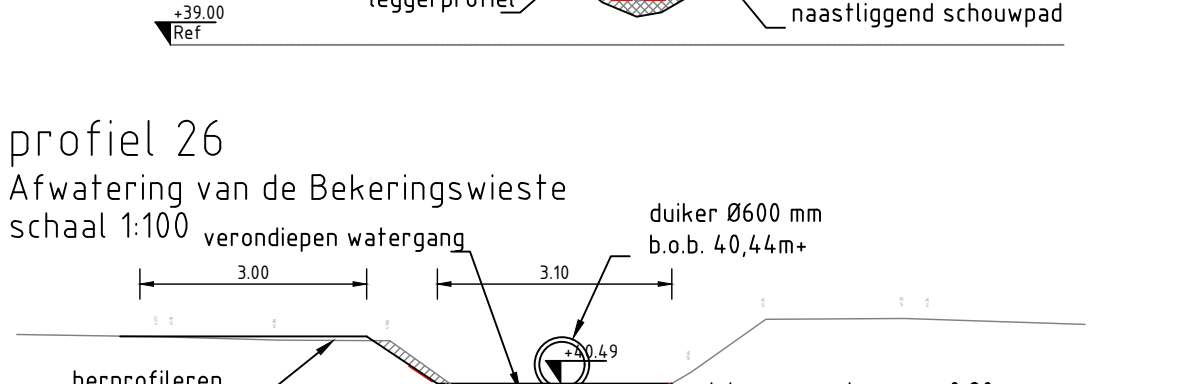 leggerprofiel
naastliggend schouwpad
+39.00
Ref
profiel 26
Afwatering van de Bekeringswieste
schaal 1:100
verondiepen watergang
duiker Ø600 mm
b.o.b. 40,44m+
3.00
3.10
+40.49
herprofileren